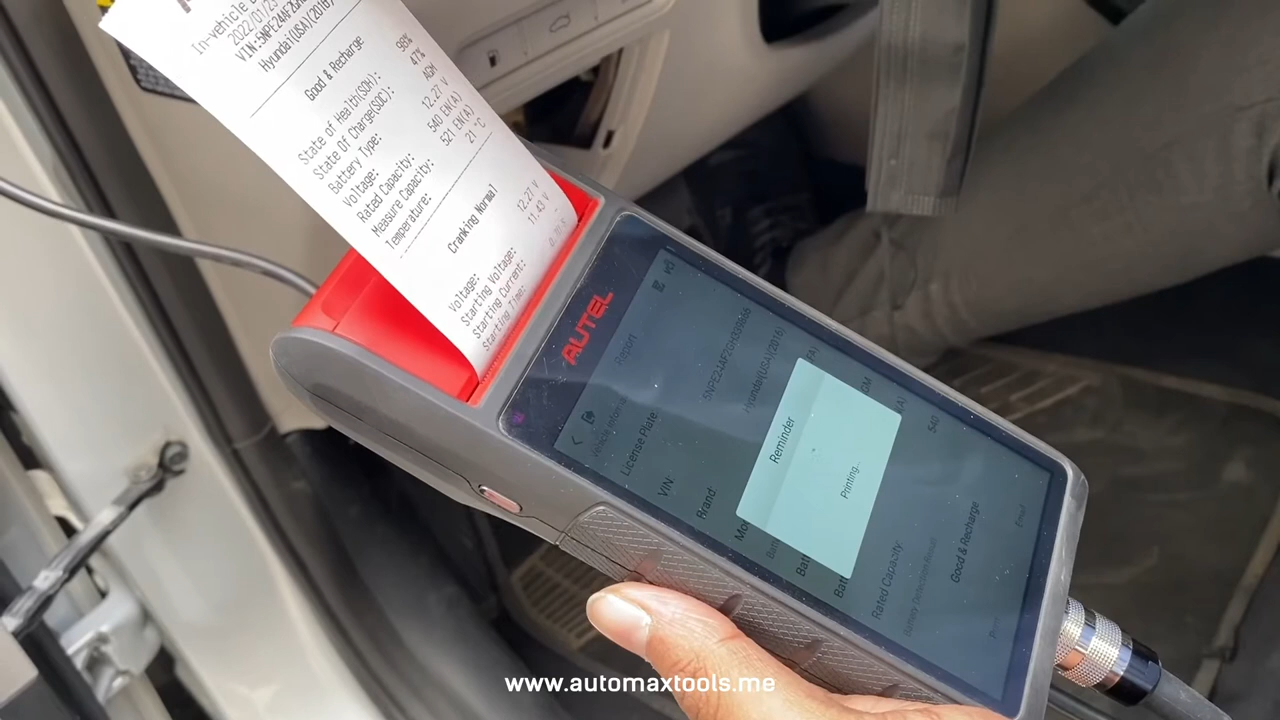 In-vehicle
2022/01/23
Hyundai(USA)(2016)
Good & Recharge
State of Health(SOH): 98%
State Of Charge(SOC): 47%
Battery Type: AGM
Voltage: 12.27 V
Rated Capacity: 540 EN(A)
Measure Capacity: 521 EN(A)
Temperature: 21 °C
Cranking Normal
Voltage: 12.27 V
Starting Voltage: 11.43 V
Starting Current:
Starting Time:
AUTEL
Report
License Plate
VIN:
Brand: Hyundai(USA)(2016)
540
Rated Capacity:
Good & Recharge
Print
Email
Reminder
Printing...
www.automaxtools.me